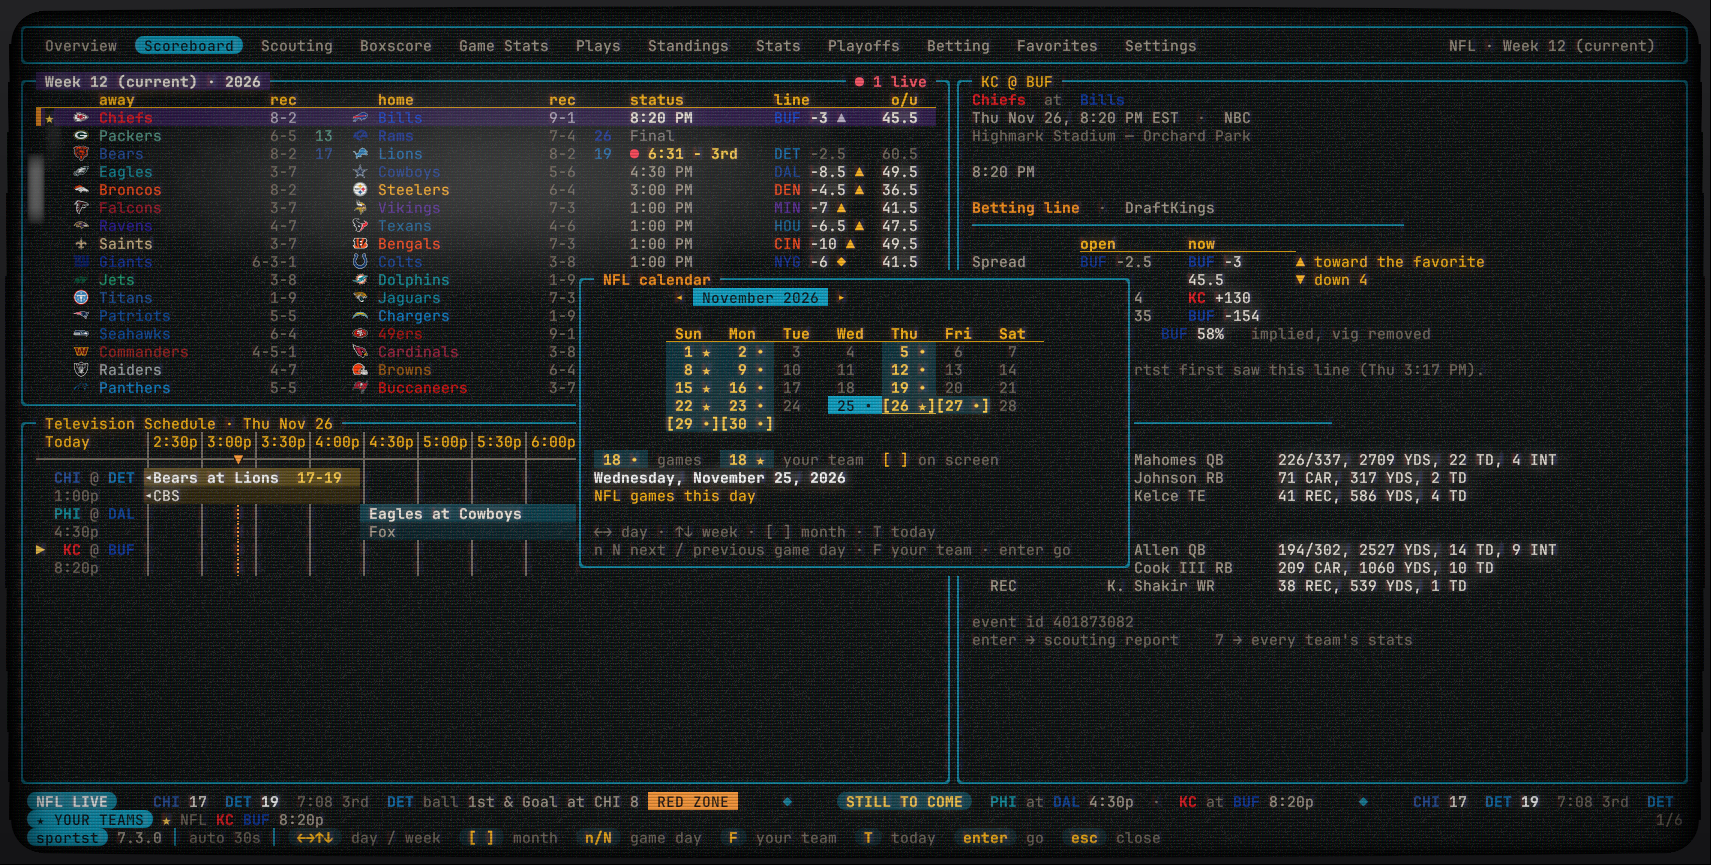 Overview Scoreboard Scouting Boxscore Game Stats Plays Standings Stats Playoffs Betting Favorites Settings NFL · Week 12 (current)
Week 12 (current) · 2026 ● 1 live
away rec home rec status line o/u
★ Chiefs 8-2 Bills 9-1 8:20 PM BUF -3 ▲ 45.5
Packers 6-5 13 Rams 7-4 26 Final
Bears 8-2 17 Lions 8-2 19 ● 6:31 - 3rd DET -2.5 60.5
Eagles 3-7 Cowboys 5-6 4:30 PM DAL -8.5 ▲ 49.5
Broncos 8-2 Steelers 6-4 3:00 PM DEN -4.5 ▲ 36.5
Falcons 3-7 Vikings 7-3 1:00 PM MIN -7 ▲ 41.5
Ravens 4-7 Texans 4-6 1:00 PM HOU -6.5 ▲ 47.5
Saints 3-7 Bengals 7-3 1:00 PM CIN -10 ▲ 49.5
Giants 6-3-1 Colts 3-8 1:00 PM NYG -6 ◆ 41.5
Jets 3-8 Dolphins 1-9
Titans 1-9 Jaguars 7-3
Patriots 5-5 Chargers 1-9
Seahawks 6-4 49ers 9-1
Commanders 4-5-1 Cardinals 3-8
Raiders 4-7 Browns 6-4
Panthers 5-5 Buccaneers 3-7
KC @ BUF
Chiefs at Bills
Thu Nov 26, 8:20 PM EST · NBC
Highmark Stadium — Orchard Park
8:20 PM
Betting line · DraftKings
open now
Spread BUF -2.5 BUF -3 ▲ toward the favorite
45.5 ▼ down 4
4 KC +130
35 BUF -154
BUF 58% implied, vig removed
rtst first saw this line (Thu 3:17 PM).
Mahomes QB 226/337, 2709 YDS, 22 TD, 4 INT
Johnson RB 71 CAR, 317 YDS, 2 TD
Kelce TE 41 REC, 586 YDS, 4 TD
Allen QB 194/302, 2527 YDS, 14 TD, 9 INT
Cook III RB 209 CAR, 1060 YDS, 10 TD
REC K. Shakir WR 38 REC, 539 YDS, 1 TD
event id 401873082
enter → scouting report 7 → every team's stats
NFL calendar
◂ November 2026 ▸
Sun Mon Tue Wed Thu Fri Sat
1 ★ 2 • 3 4 5 • 6 7
8 ★ 9 • 10 11 12 • 13 14
15 ★ 16 • 17 18 19 • 20 21
22 ★ 23 • 24 25 • [26 ★][27 •] 28
[29 •][30 •]
18 • games 18 ★ your team [ ] on screen
Wednesday, November 25, 2026
NFL games this day
↔ day · ↑↓ week · [ ] month · T today
n N next / previous game day · F your team · enter go
Television Schedule · Thu Nov 26
Today 2:30p 3:00p 3:30p 4:00p 4:30p 5:00p 5:30p 6:00p
CHI @ DET ◂Bears at Lions 17-19
1:00p ◂CBS
PHI @ DAL Eagles at Cowboys
4:30p Fox
▶ KC @ BUF
8:20p
NFL LIVE CHI 17 DET 19 7:08 3rd DET ball 1st & Goal at CHI 8 RED ZONE ◆ STILL TO COME PHI at DAL 4:30p · KC at BUF 8:20p ◆ CHI 17 DET 19 7:08 3rd DET
★ YOUR TEAMS ★ NFL KC BUF 8:20p 1/6
sportst 7.3.0 auto 30s ↔↑↓ day / week [ ] month n/N game day F your team T today enter go esc close